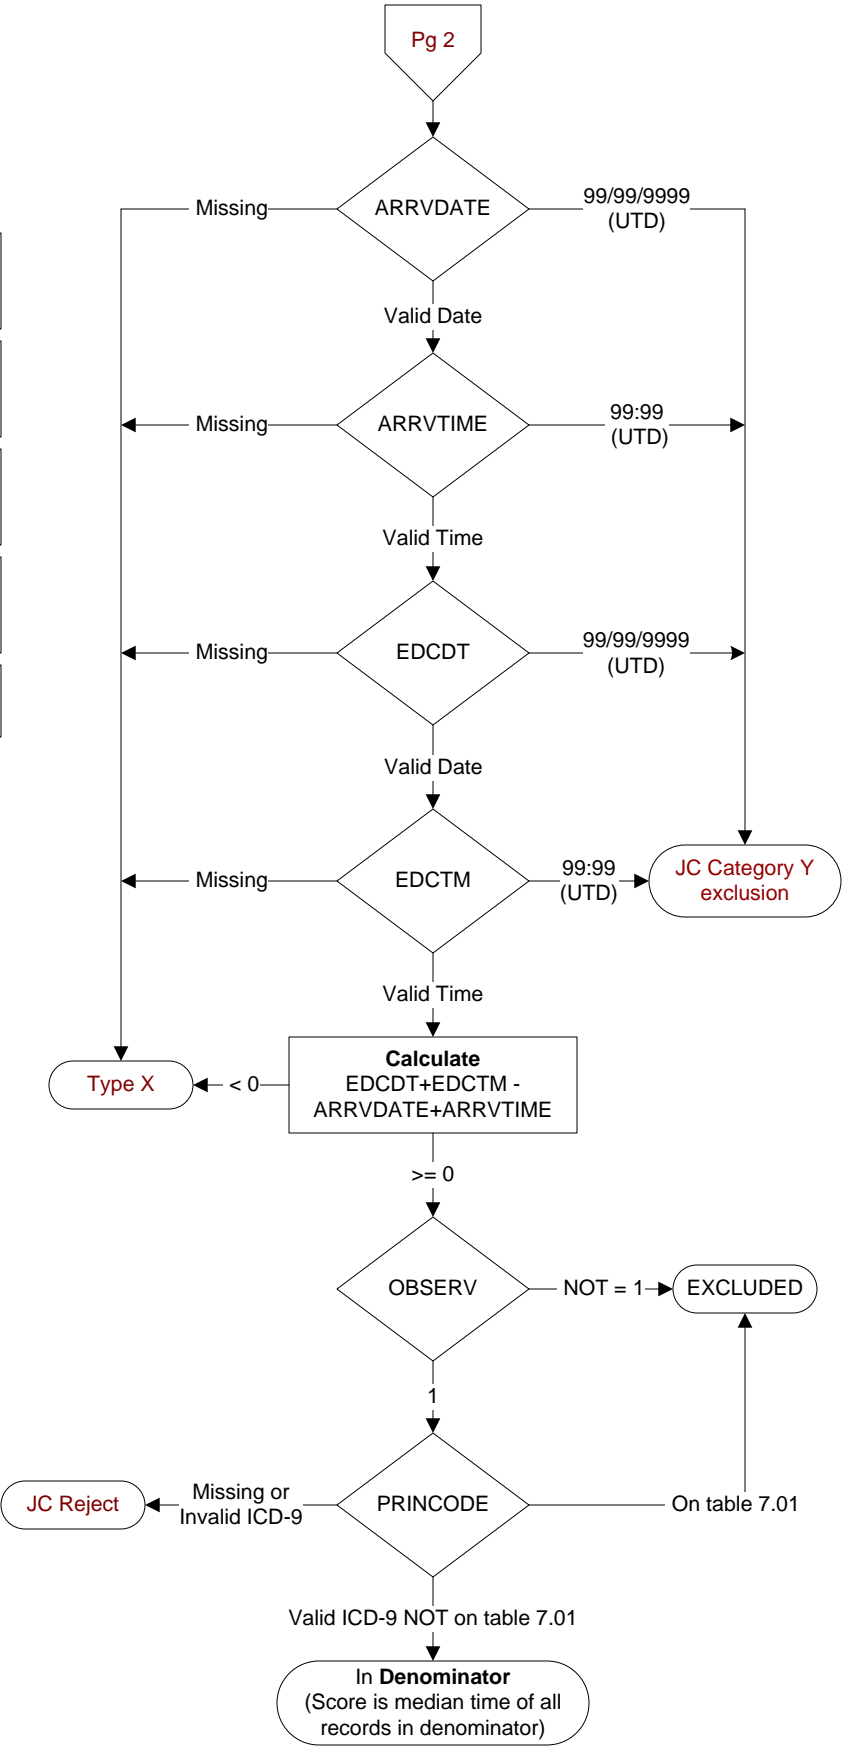 Pg 2
Missing
ARRVDATE
99/99/9999
(UTD)
Valid Date
Missing
ARRVTIME
99:99
(UTD)
Valid Time
Missing
EDCDT
99/99/9999
(UTD)
Valid Date
Missing
EDCTM
99:99
(UTD)
JC Category Y
exclusion
Valid Time
Type X
< 0
Calculate
EDCDT+EDCTM -
ARRVDATE+ARRVTIME
>= 0
OBSERV
NOT = 1
EXCLUDED
1
JC Reject
Missing or
Invalid ICD-9
PRINCODE
On table 7.01
Valid ICD-9 NOT on table 7.01
In Denominator
(Score is median time of all
records in denominator)